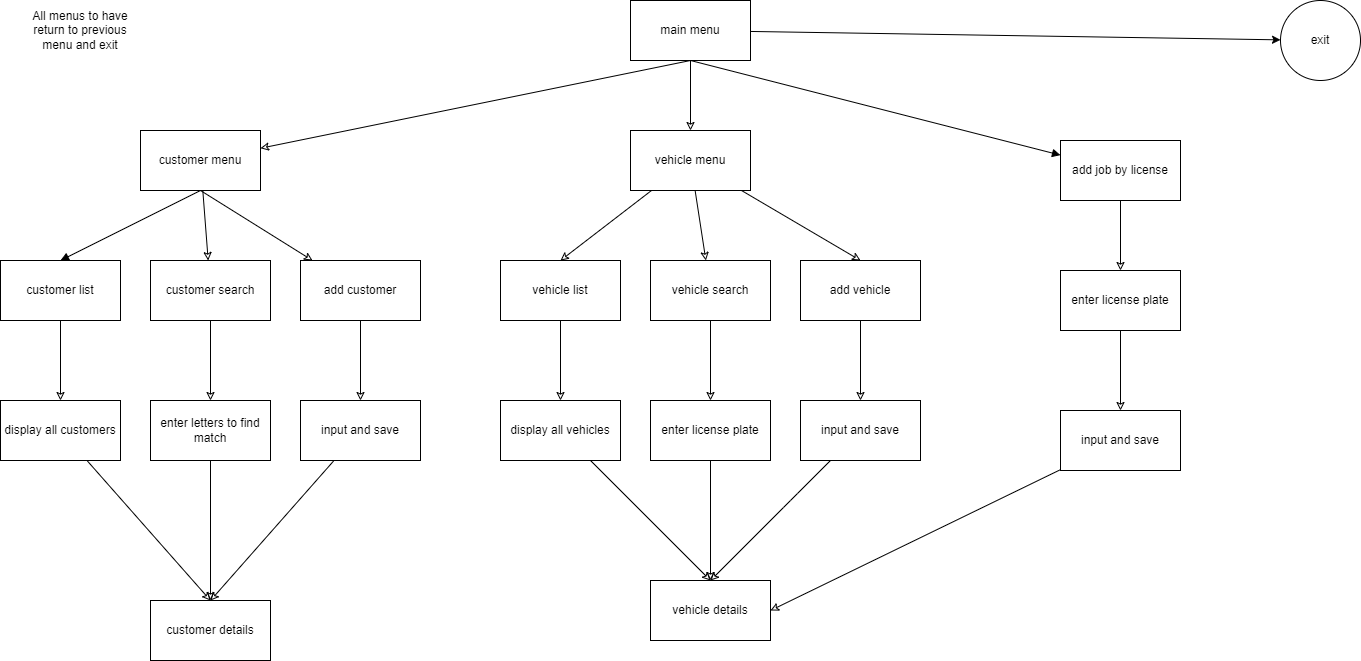 All menus to have
return to previous
menu and exit
main menu
exit
customer menu
vehicle menu
add job by license
customer list
customer search
add customer
vehicle list
vehicle search
add vehicle
enter license plate
display all customers
enter letters to find
match
input and save
display all vehicles
enter license plate
input and save
input and save
customer details
vehicle details